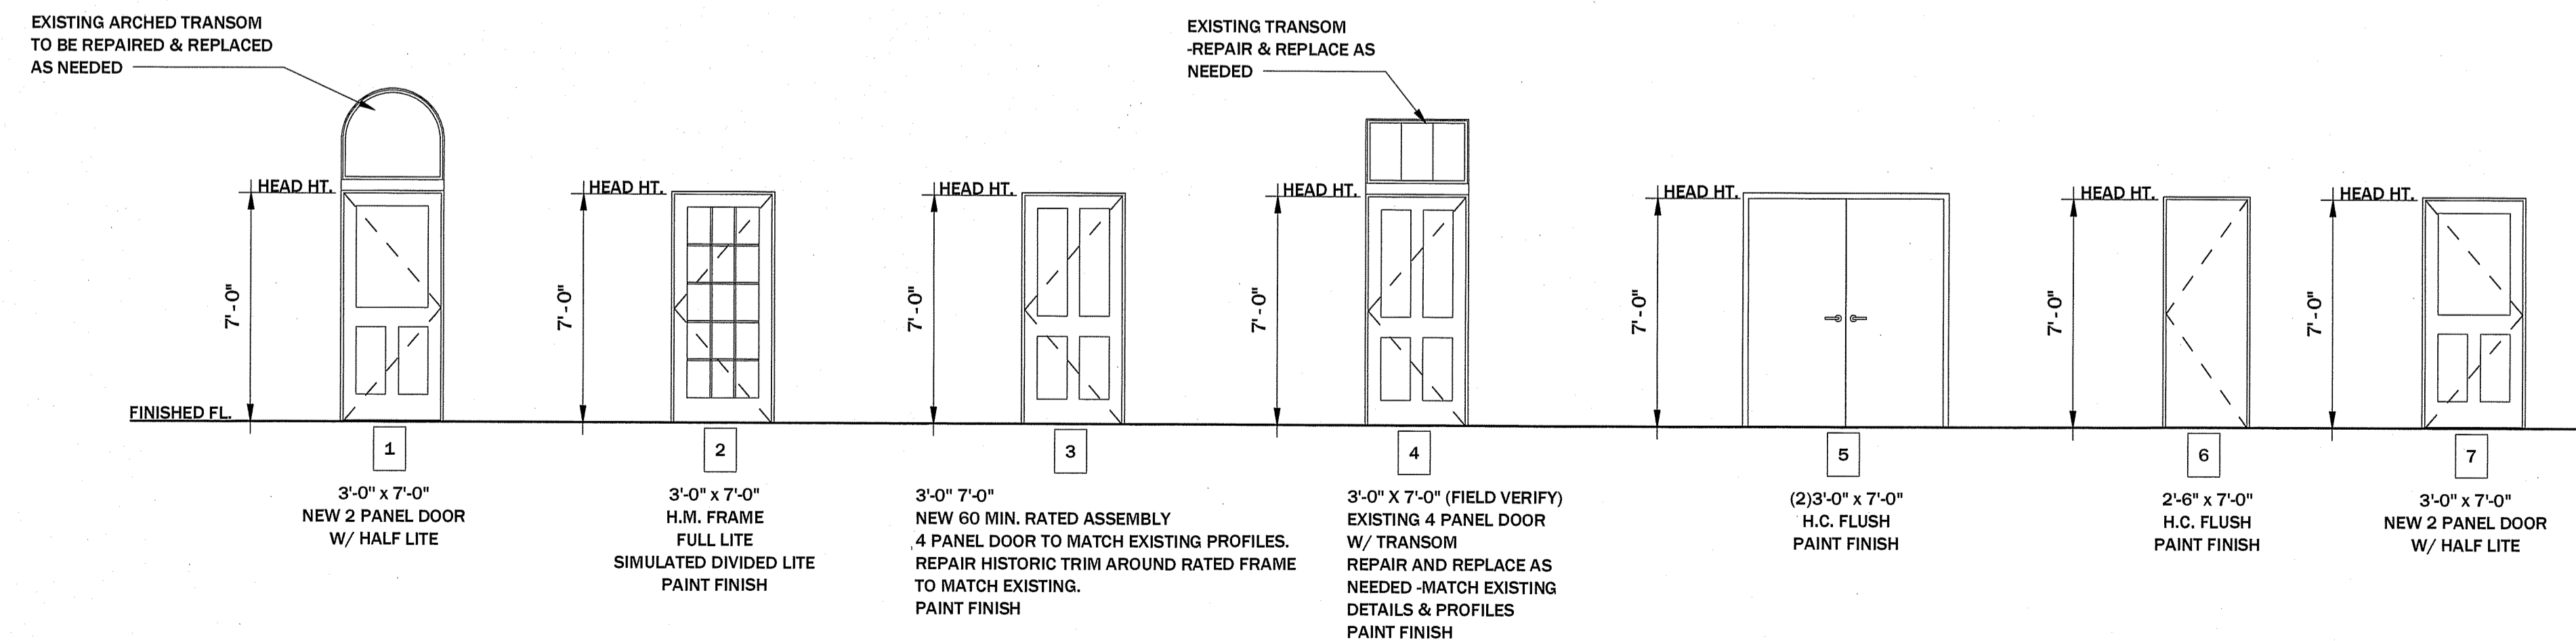 EXISTING ARCHED TRANSOM
TO BE REPAIRED & REPLACED
AS NEEDED
EXISTING TRANSOM
-REPAIR & REPLACE AS
NEEDED
HEAD HT.
HEAD HT.
HEAD HT.
HEAD HT.
HEAD HT.
HEAD HT.
HEAD HT.
7'-0"
7'-0"
7'-0"
7'-0"
7'-0"
7'-0"
7'-0"
FINISHED FL.
1
3'-0" x 7'-0"
NEW 2 PANEL DOOR
W/ HALF LITE
2
3'-0" x 7'-0"
H.M. FRAME
FULL LITE
SIMULATED DIVIDED LITE
PAINT FINISH
3
3'-0" 7'-0"
NEW 60 MIN. RATED ASSEMBLY
4 PANEL DOOR TO MATCH EXISTING PROFILES.
REPAIR HISTORIC TRIM AROUND RATED FRAME
TO MATCH EXISTING.
PAINT FINISH
4
3'-0" X 7'-0" (FIELD VERIFY)
EXISTING 4 PANEL DOOR
W/ TRANSOM
REPAIR AND REPLACE AS
NEEDED -MATCH EXISTING
DETAILS & PROFILES
PAINT FINISH
5
(2)3'-0" x 7'-0"
H.C. FLUSH
PAINT FINISH
6
2'-6" x 7'-0"
H.C. FLUSH
PAINT FINISH
7
3'-0" x 7'-0"
NEW 2 PANEL DOOR
W/ HALF LITE